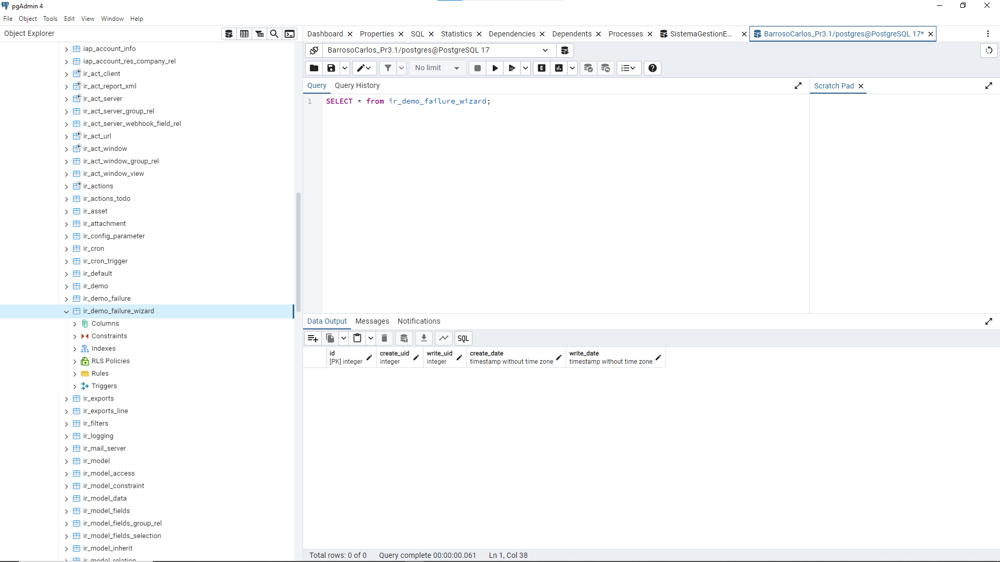 pgAdmin 4
File Object Tools Edit View Window Help
Object Explorer
iap_account_info
iap_account_res_company_rel
ir_act_client
ir_act_report_xml
ir_act_server
ir_act_server_group_rel
ir_act_server_webhook_field_rel
ir_act_url
ir_act_window
ir_act_window_group_rel
ir_act_window_view
ir_actions
ir_actions_todo
ir_asset
ir_attachment
ir_config_parameter
ir_cron
ir_cron_trigger
ir_default
ir_demo
ir_demo_failure
ir_demo_failure_wizard
Columns
Constraints
Indexes
RLS Policies
Rules
Triggers
ir_exports
ir_exports_line
ir_filters
ir_logging
ir_mail_server
ir_model
ir_model_access
ir_model_constraint
ir_model_data
ir_model_fields
ir_model_fields_group_rel
ir_model_fields_selection
ir_model_inherit
ir_model_relation
Dashboard Properties SQL Statistics Dependencies Dependents Processes SistemaGestionE... BarrosoCarlos_Pr3.1/postgres@PostgreSQL 17*
BarrosoCarlos_Pr3.1/postgres@PostgreSQL 17
No limit E
Query Query History Scratch Pad
1 SELECT * from ir_demo_failure_wizard;
Data Output Messages Notifications
SQL
id create_uid write_uid create_date write_date
[PK] integer integer integer timestamp without time zone timestamp without time zone
Total rows: 0 of 0 Query complete 00:00:00.061 Ln 1, Col 38